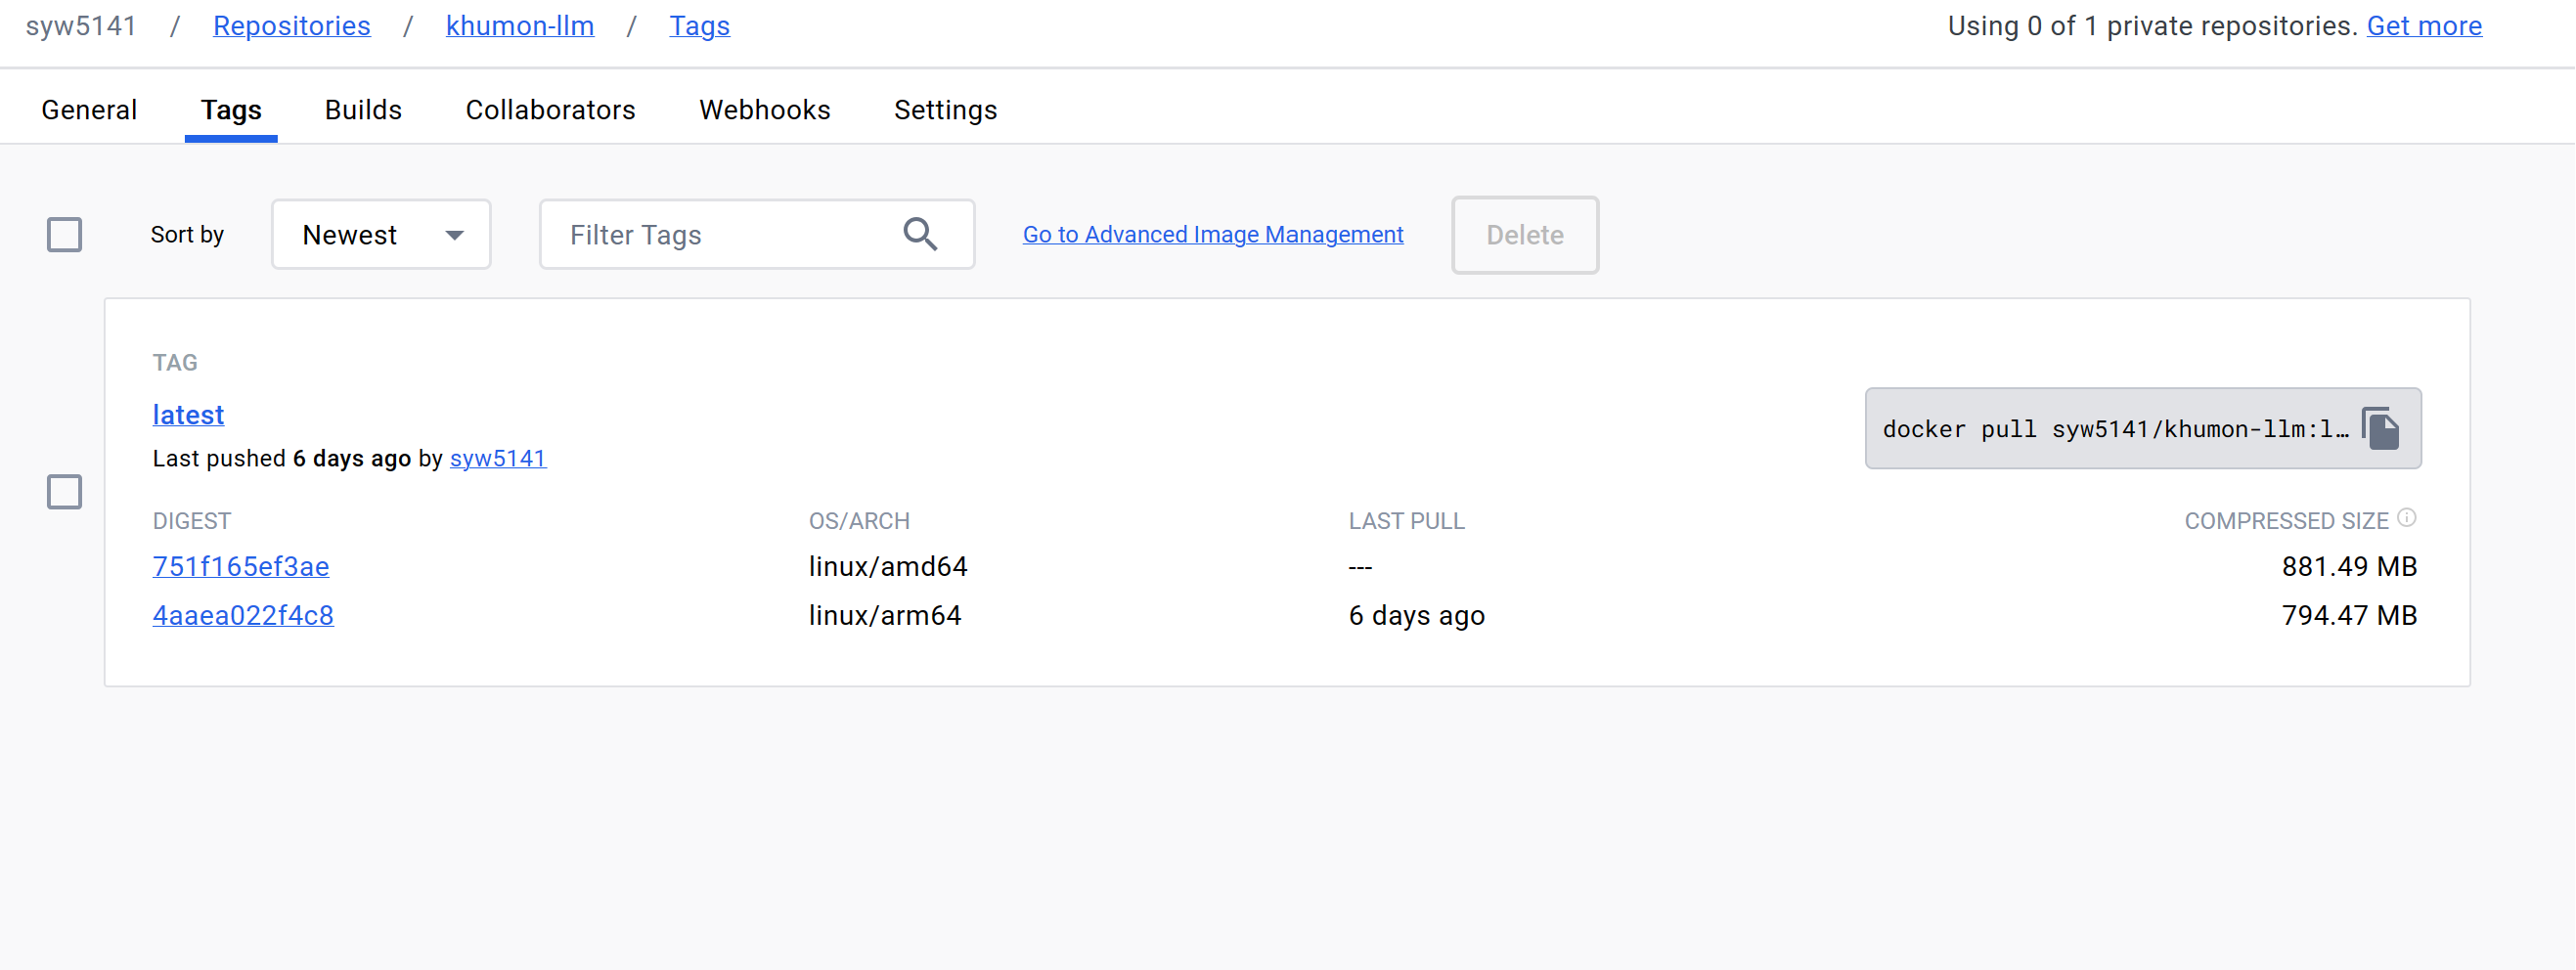 syw5141 / Repositories / khumon-llm / Tags
Using 0 of 1 private repositories. Get more
General Tags Builds Collaborators Webhooks Settings
Sort by Newest Filter Tags Go to Advanced Image Management Delete
TAG
latest
docker pull syw5141/khumon-llm:l…
Last pushed 6 days ago by syw5141
DIGEST OS/ARCH LAST PULL COMPRESSED SIZE
751f165ef3ae linux/amd64 --- 881.49 MB
4aaea022f4c8 linux/arm64 6 days ago 794.47 MB